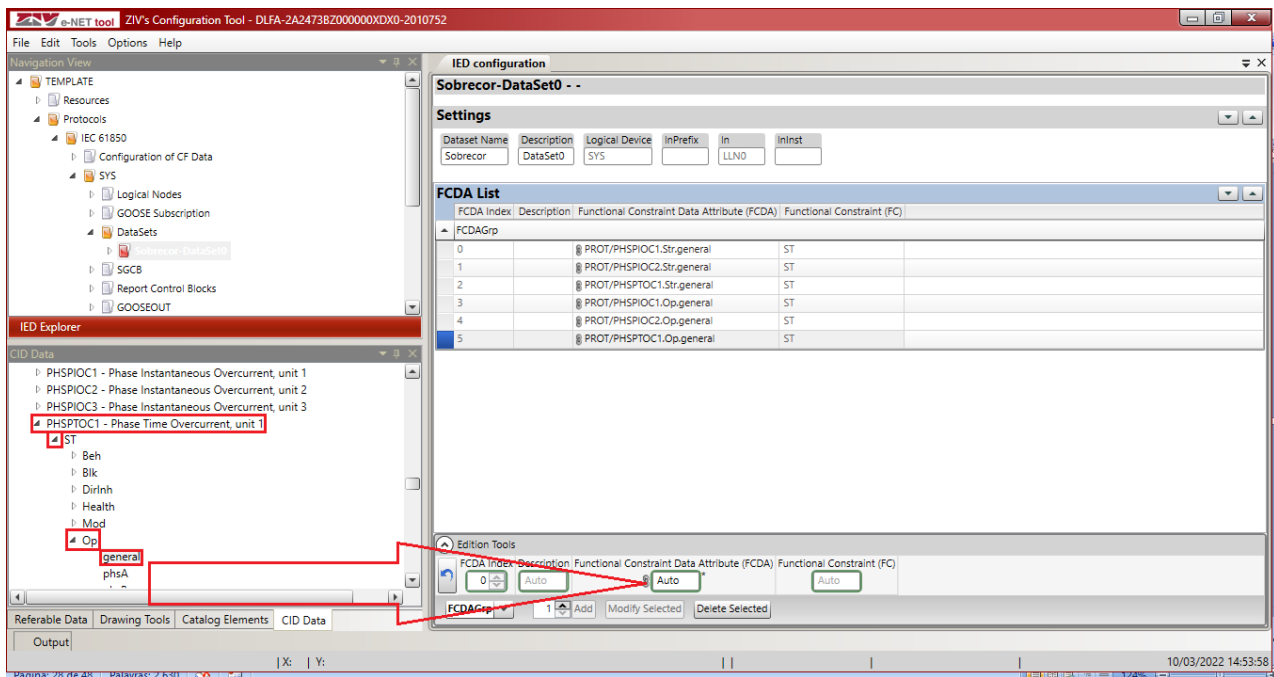 ZIV e-NET tool ZIV's Configuration Tool - DLFA-2A2473BZ000000XDX0-2010752
File Edit Tools Options Help
Navigation View
TEMPLATE
Resources
Protocols
IEC 61850
Configuration of CF Data
SYS
Logical Nodes
GOOSE Subscription
DataSets
Sobrecor-DataSet0
SGCB
Report Control Blocks
GOOSEOUT
IED Explorer
CID Data
PHSPIOC1 - Phase Instantaneous Overcurrent, unit 1
PHSPIOC2 - Phase Instantaneous Overcurrent, unit 2
PHSPIOC3 - Phase Instantaneous Overcurrent, unit 3
PHSPTOC1 - Phase Time Overcurrent, unit 1
ST
Beh
Blk
DirInh
Health
Mod
Op
general
phsA
Referable Data Drawing Tools Catalog Elements CID Data
IED configuration
Sobrecor-DataSet0 - -
Settings
Dataset Name Description Logical Device lnPrefix ln lnInst
Sobrecor DataSet0 SYS LLN0
FCDA List
FCDA Index Description Functional Constraint Data Attribute (FCDA) Functional Constraint (FC)
FCDAGrp
0 PROT/PHSPIOC1.Str.general ST
1 PROT/PHSPIOC2.Str.general ST
2 PROT/PHSPTOC1.Str.general ST
3 PROT/PHSPIOC1.Op.general ST
4 PROT/PHSPIOC2.Op.general ST
5 PROT/PHSPTOC1.Op.general ST
Edition Tools
FCDA Index Description Functional Constraint Data Attribute (FCDA) Functional Constraint (FC)
0 Auto Auto * Auto
FCDAGrp 1 Add Modify Selected Delete Selected
Output
| X: | Y: | | | | 10/03/2022 14:53:58
Página: 28 de 48 Palavras: 2.630 124%